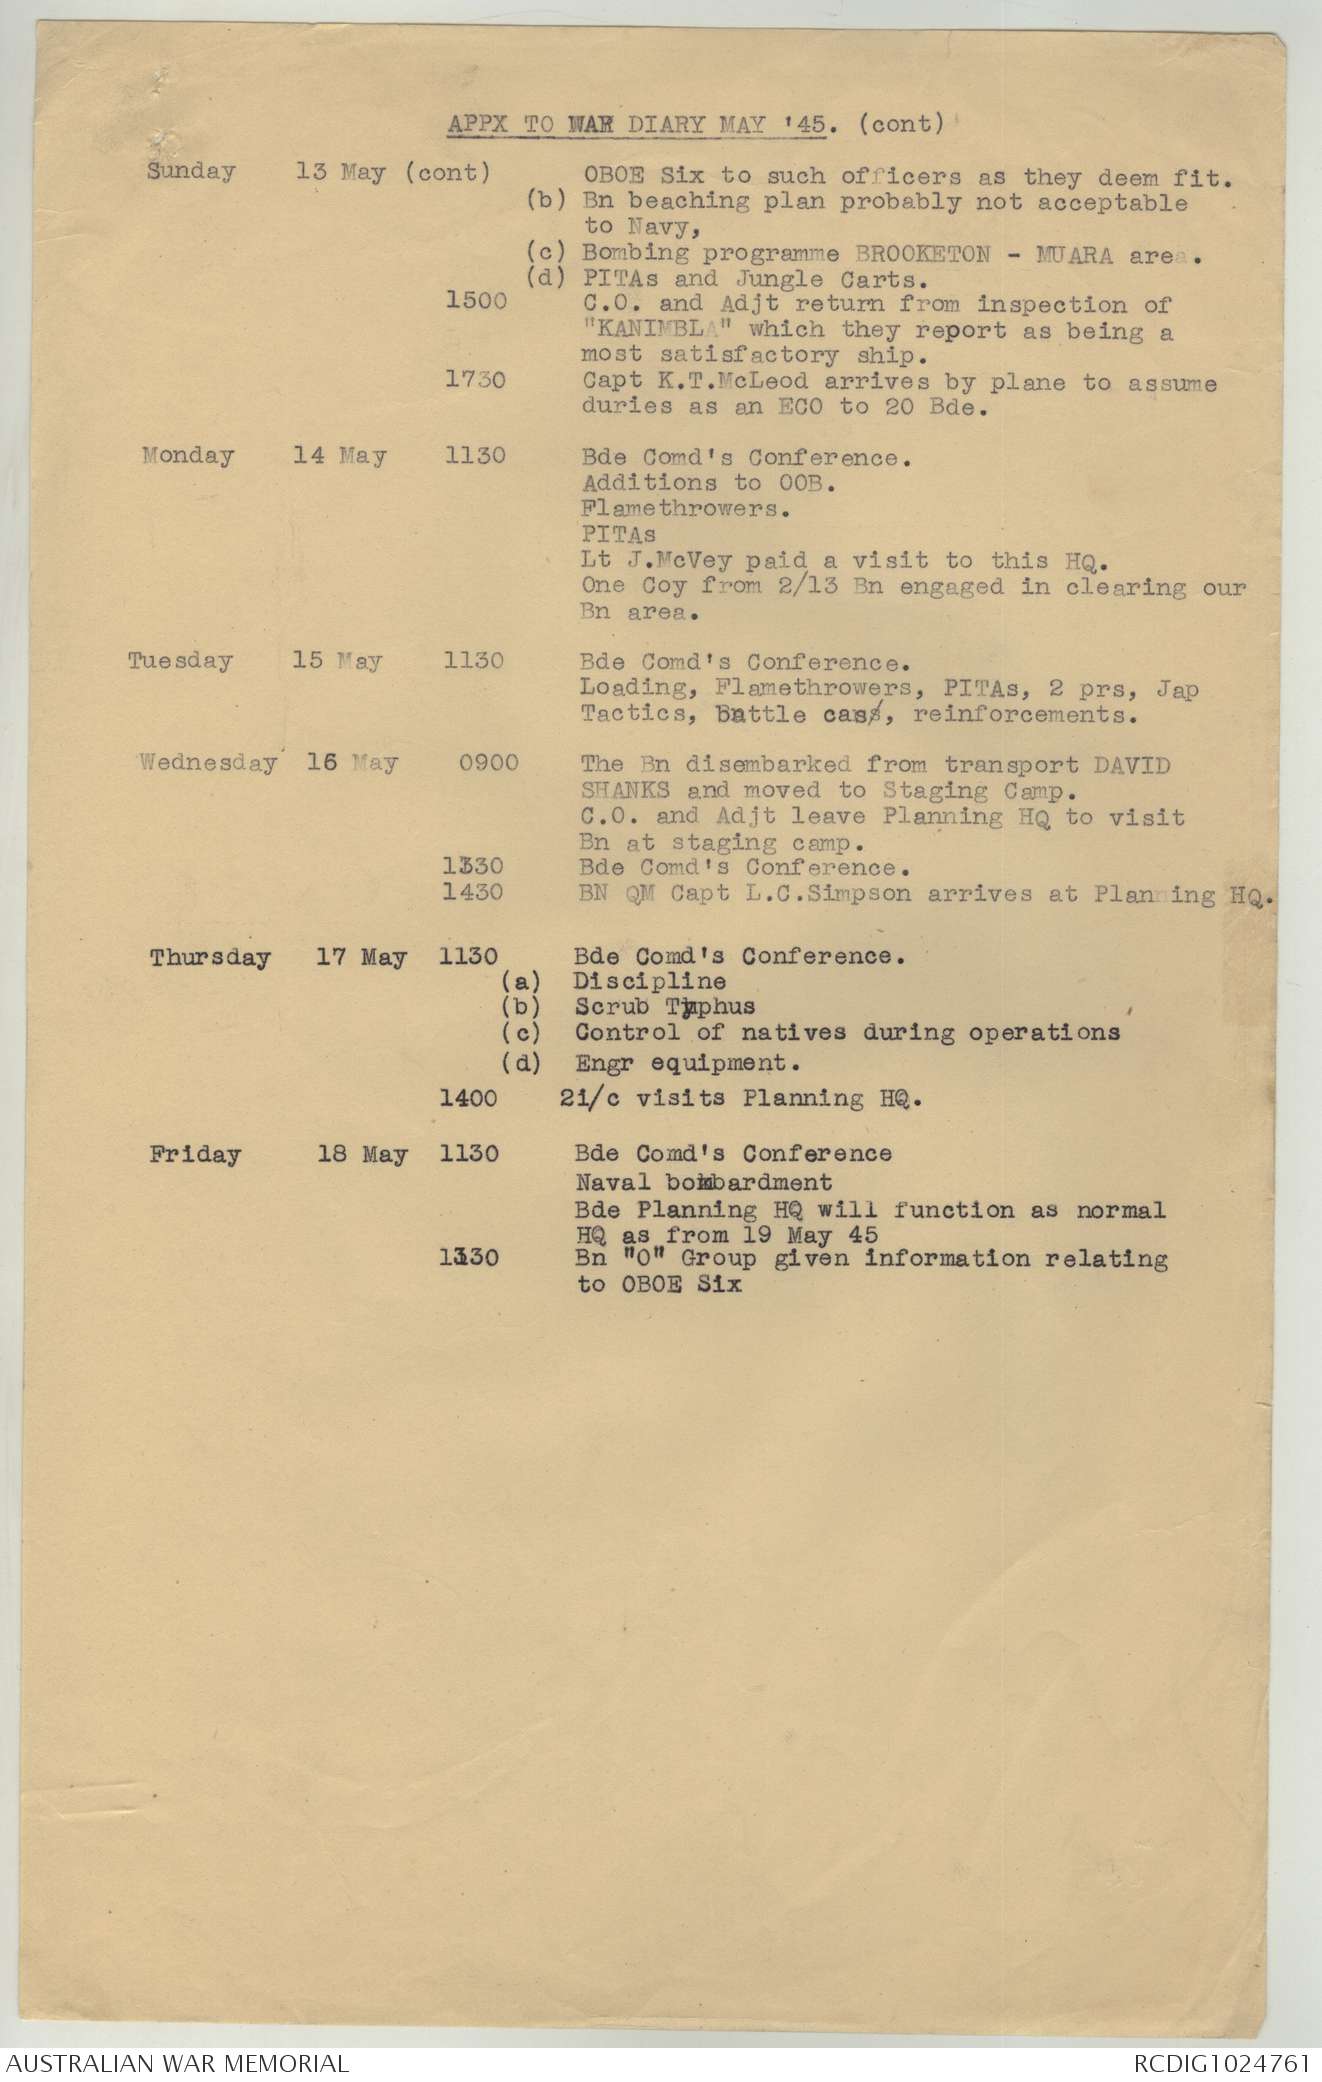 APPX TO WAR DIARY MAY '45. (cont)
Sunday 13 May (cont) OBOE Six to such officers as they deem fit.
(b) Bn beaching plan probably not acceptable
to Navy,
(c) Bombing programme BROOKETON - MUARA area.
(d) PITAs and Jungle Carts.
1500 C.O. and Adjt return from inspection of
"KANIMBLA" which they report as being a
most satisfactory ship.
1730 Capt K.T.McLeod arrives by plane to assume
duries as an ECO to 20 Bde.
Monday 14 May 1130 Bde Comd's Conference.
Additions to OOB.
Flamethrowers.
PITAs
Lt J.McVey paid a visit to this HQ.
One Coy from 2/13 Bn engaged in clearing our
Bn area.
Tuesday 15 May 1130 Bde Comd's Conference.
Loading, Flamethrowers, PITAs, 2 prs, Jap
Tactics, Battle cas, reinforcements.
Wednesday 16 May 0900 The Bn disembarked from transport DAVID
SHANKS and moved to Staging Camp.
C.O. and Adjt leave Planning HQ to visit
Bn at staging camp.
1330 Bde Comd's Conference.
1430 BN QM Capt L.C.Simpson arrives at Planning HQ.
Thursday 17 May 1130 Bde Comd's Conference.
(a) Discipline
(b) Scrub Typhus
(c) Control of natives during operations
(d) Engr equipment.
1400 2i/c visits Planning HQ.
Friday 18 May 1130 Bde Comd's Conference
Naval bombardment
Bde Planning HQ will function as normal
HQ as from 19 May 45
1330 Bn "O" Group given information relating
to OBOE Six
AUSTRALIAN WAR MEMORIAL RCDIG1024761